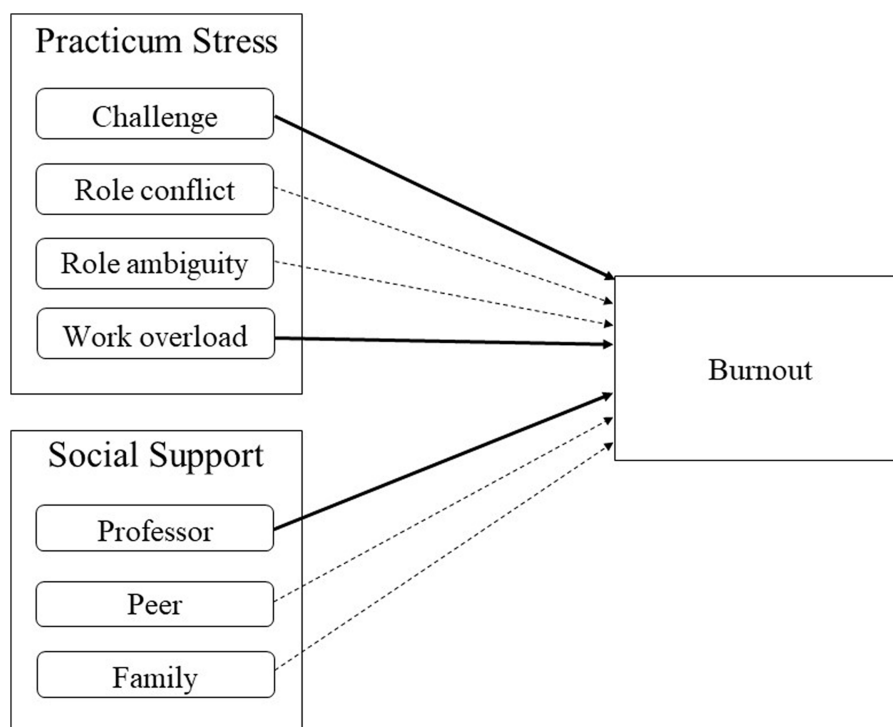 Practicum Stress
Challenge
Role conflict
Role ambiguity
Work overload
Burnout
Social Support
Professor
Peer
Family